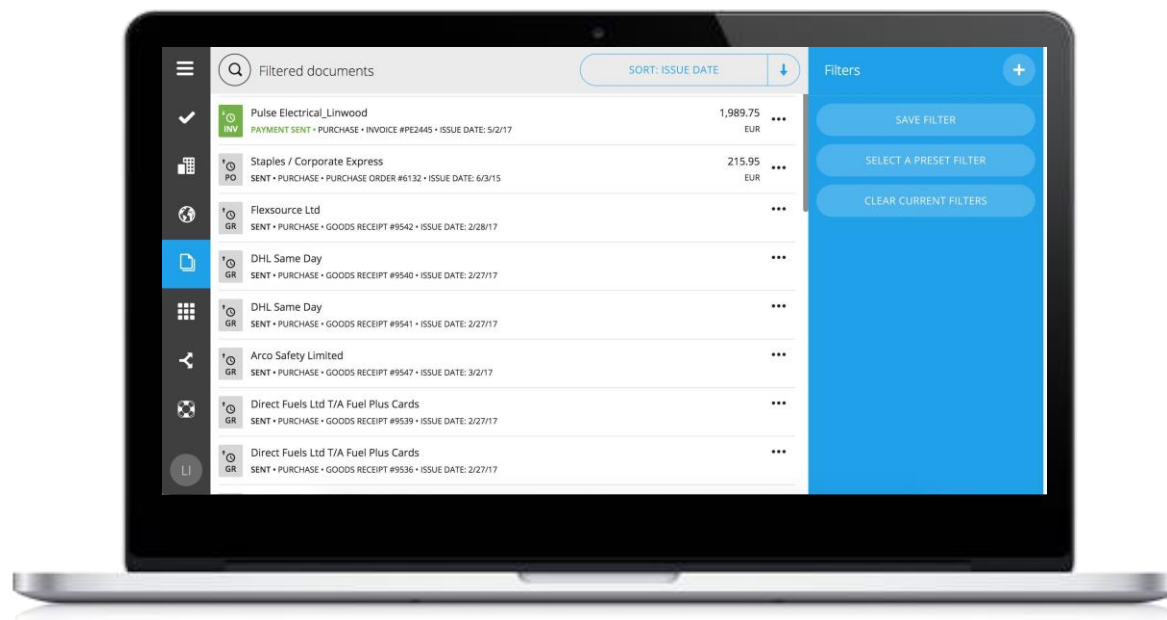 Filtered documents
SORT: ISSUE DATE
Filters
+
INV
Pulse Electrical_Linwood
1,989.75
PAYMENT SENT • PURCHASE • INVOICE #PE2445 • ISSUE DATE: 5/2/17
EUR
SAVE FILTER
PO
Staples / Corporate Express
215.95
SENT • PURCHASE • PURCHASE ORDER #6132 • ISSUE DATE: 6/3/15
EUR
SELECT A PRESET FILTER
GR
Flexsource Ltd
SENT • PURCHASE • GOODS RECEIPT #9542 • ISSUE DATE: 2/28/17
CLEAR CURRENT FILTERS
GR
DHL Same Day
SENT • PURCHASE • GOODS RECEIPT #9540 • ISSUE DATE: 2/27/17
GR
DHL Same Day
SENT • PURCHASE • GOODS RECEIPT #9541 • ISSUE DATE: 2/27/17
GR
Arco Safety Limited
SENT • PURCHASE • GOODS RECEIPT #9547 • ISSUE DATE: 3/2/17
GR
Direct Fuels Ltd T/A Fuel Plus Cards
SENT • PURCHASE • GOODS RECEIPT #9539 • ISSUE DATE: 2/27/17
GR
Direct Fuels Ltd T/A Fuel Plus Cards
SENT • PURCHASE • GOODS RECEIPT #9536 • ISSUE DATE: 2/27/17
LI